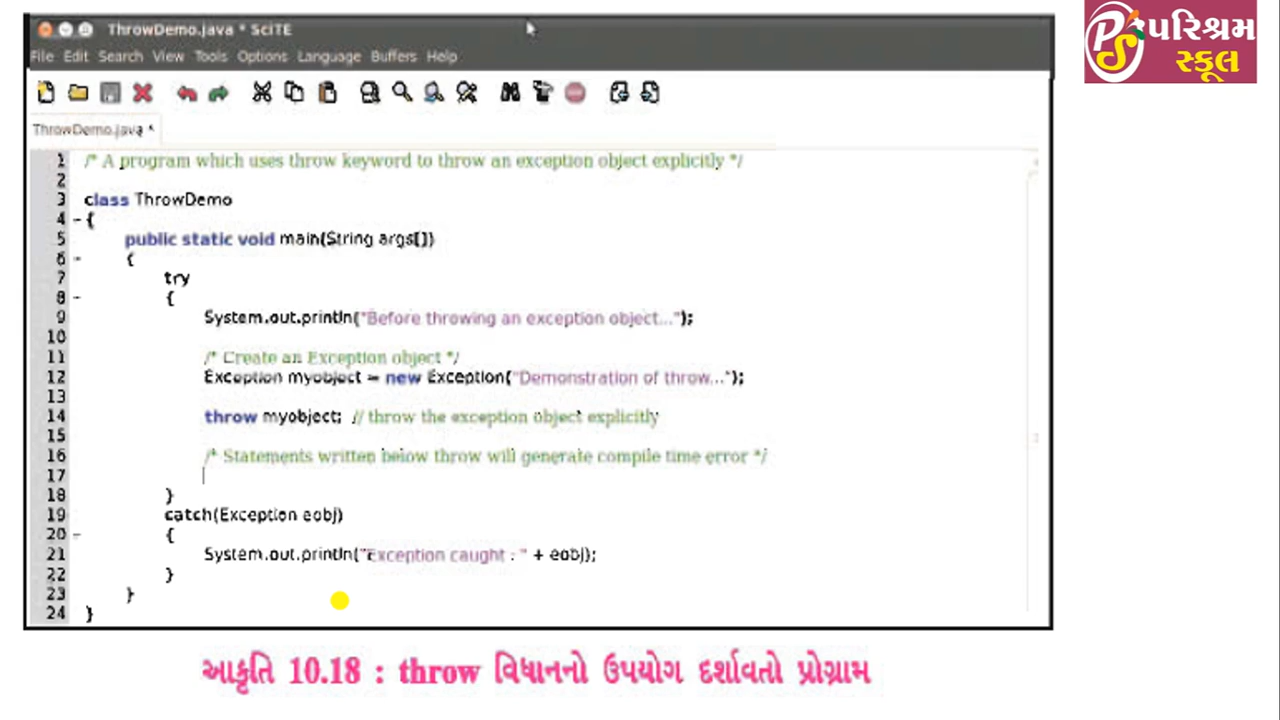 ThrowDemo.java * SciTE
File Edit Search View Tools Options Language Buffers Help
ThrowDemo.java *
1 /* A program which uses throw keyword to throw an exception object explicitly */
2
3 class ThrowDemo
4 - {
5 public static void main(String args[])
6 - {
7 try
8 - {
9 System.out.println("Before throwing an exception object...");
10
11 /* Create an Exception object */
12 Exception myobject = new Exception("Demonstration of throw...");
13
14 throw myobject; // throw the exception object explicitly
15
16 /* Statements written below throw will generate compile time error */
17
18 }
19 catch(Exception eobj)
20 - {
21 System.out.println("Exception caught : " + eobj);
22 }
23 }
24 }
આકૃતિ 10.18 : throw વિધાનનો ઉપયોગ દર્શાવતો પ્રોગ્રામ
PS પરિશ્રમ
સ્કૂલ